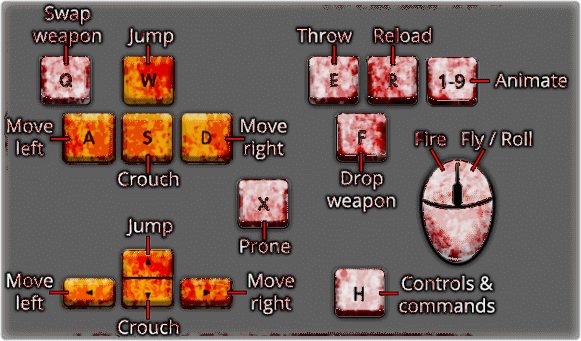 Swap
weapon
Jump
Throw
Reload
Q
W
E
R
1-9
Animate
Move
left
A
S
D
Move
right
F
Fire
Fly / Roll
Crouch
Drop
weapon
X
Prone
Jump
Move
left
Move
right
Crouch
H
Controls &
commands